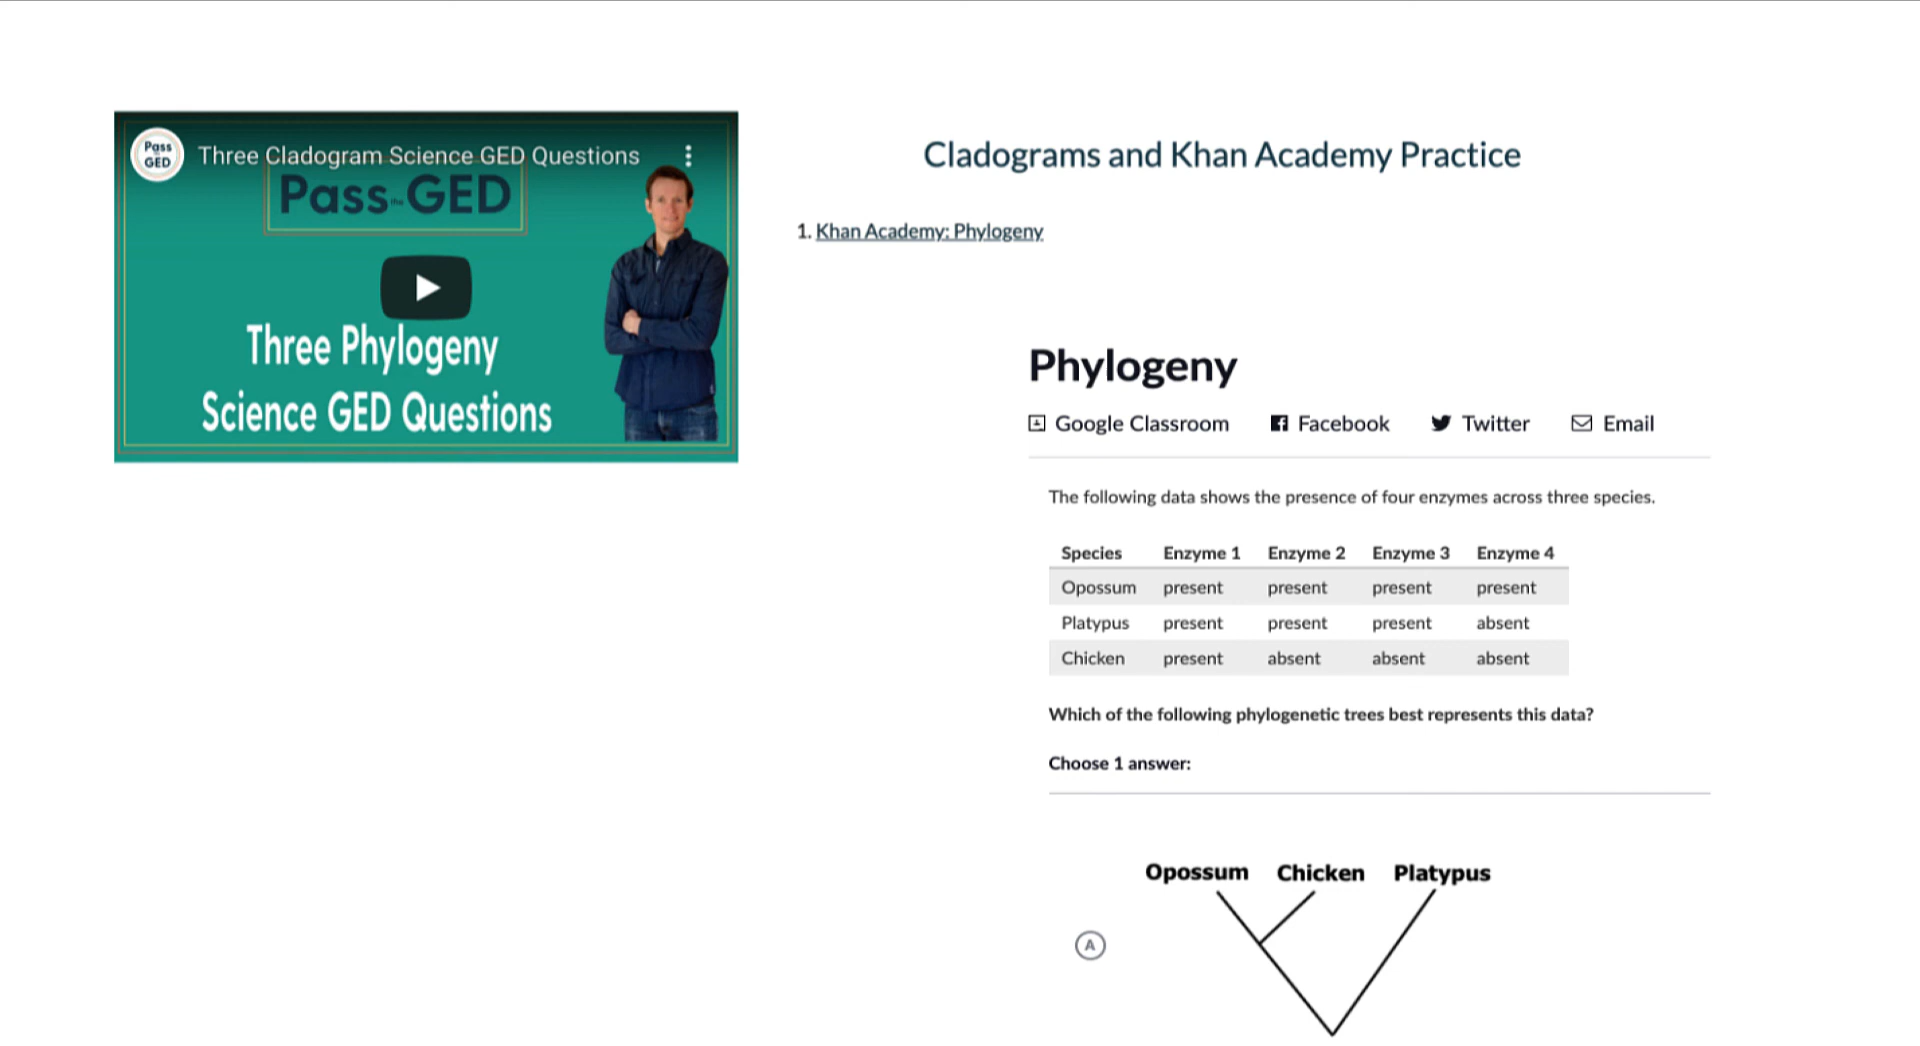 Pass
GED
Three Cladogram Science GED Questions
Pass the GED
Three Phylogeny
Science GED Questions
Cladograms and Khan Academy Practice
1. Khan Academy: Phylogeny
Phylogeny
Google Classroom Facebook Twitter Email
The following data shows the presence of four enzymes across three species.
Species Enzyme 1 Enzyme 2 Enzyme 3 Enzyme 4
Opossum present present present present
Platypus present present present absent
Chicken present absent absent absent
Which of the following phylogenetic trees best represents this data?
Choose 1 answer:
Opossum Chicken Platypus
A